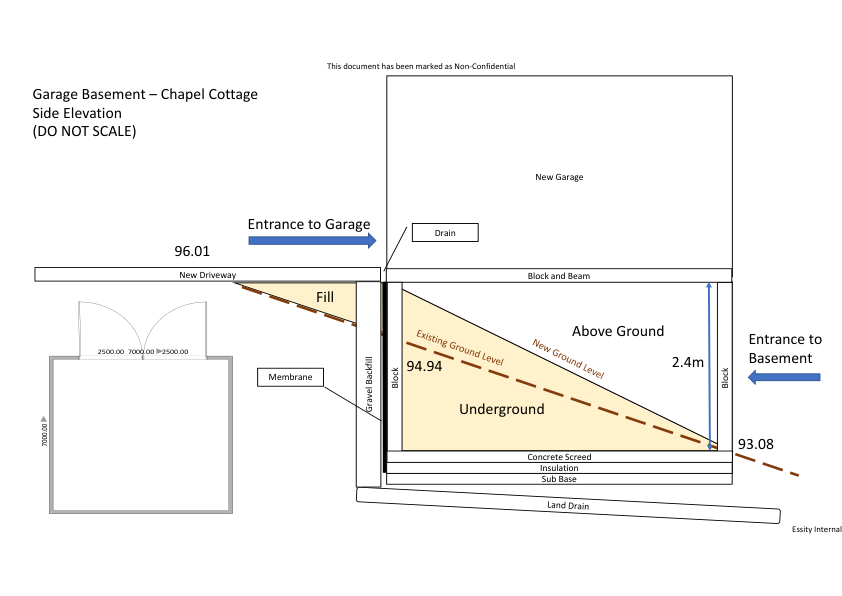 This document has been marked as Non-Confidential
Garage Basement – Chapel Cottage
Side Elevation
(DO NOT SCALE)
New Garage
Entrance to Garage
Drain
96.01
New Driveway
Block and Beam
Fill
Above Ground
Existing Ground Level
New Ground Level
Entrance to
Basement
2500.00 7000.00 2500.00
94.94
2.4m
Membrane
Gravel Backfill
Block
Block
Underground
7000.00
93.08
Concrete Screed
Insulation
Sub Base
Land Drain
Essity Internal